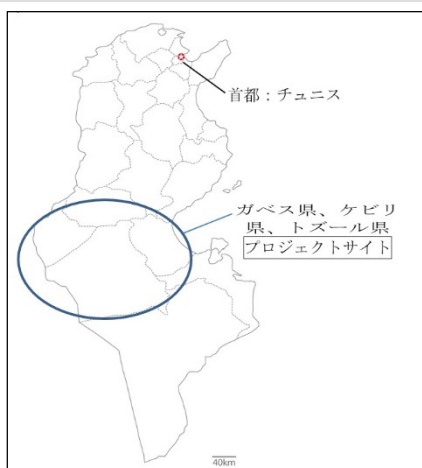 首都：チュニス
ガベス県、ケビリ
県、トズール県
プロジェクトサイト
40km